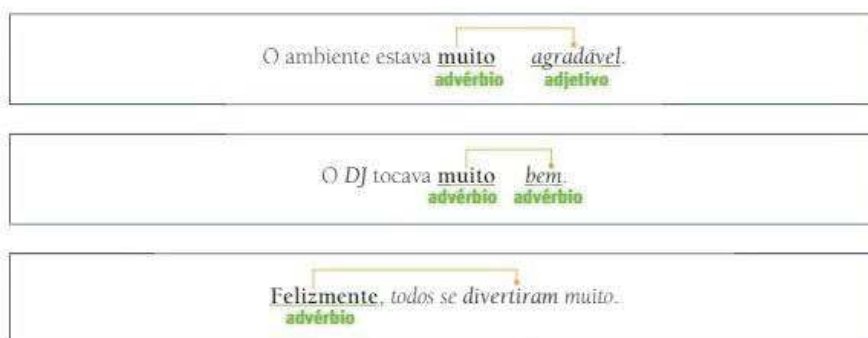 O ambiente estava muito agradável.
advérbio adjetivo
O DJ tocava muito bem.
advérbio advérbio
Felizmente, todos se divertiram muito.
advérbio